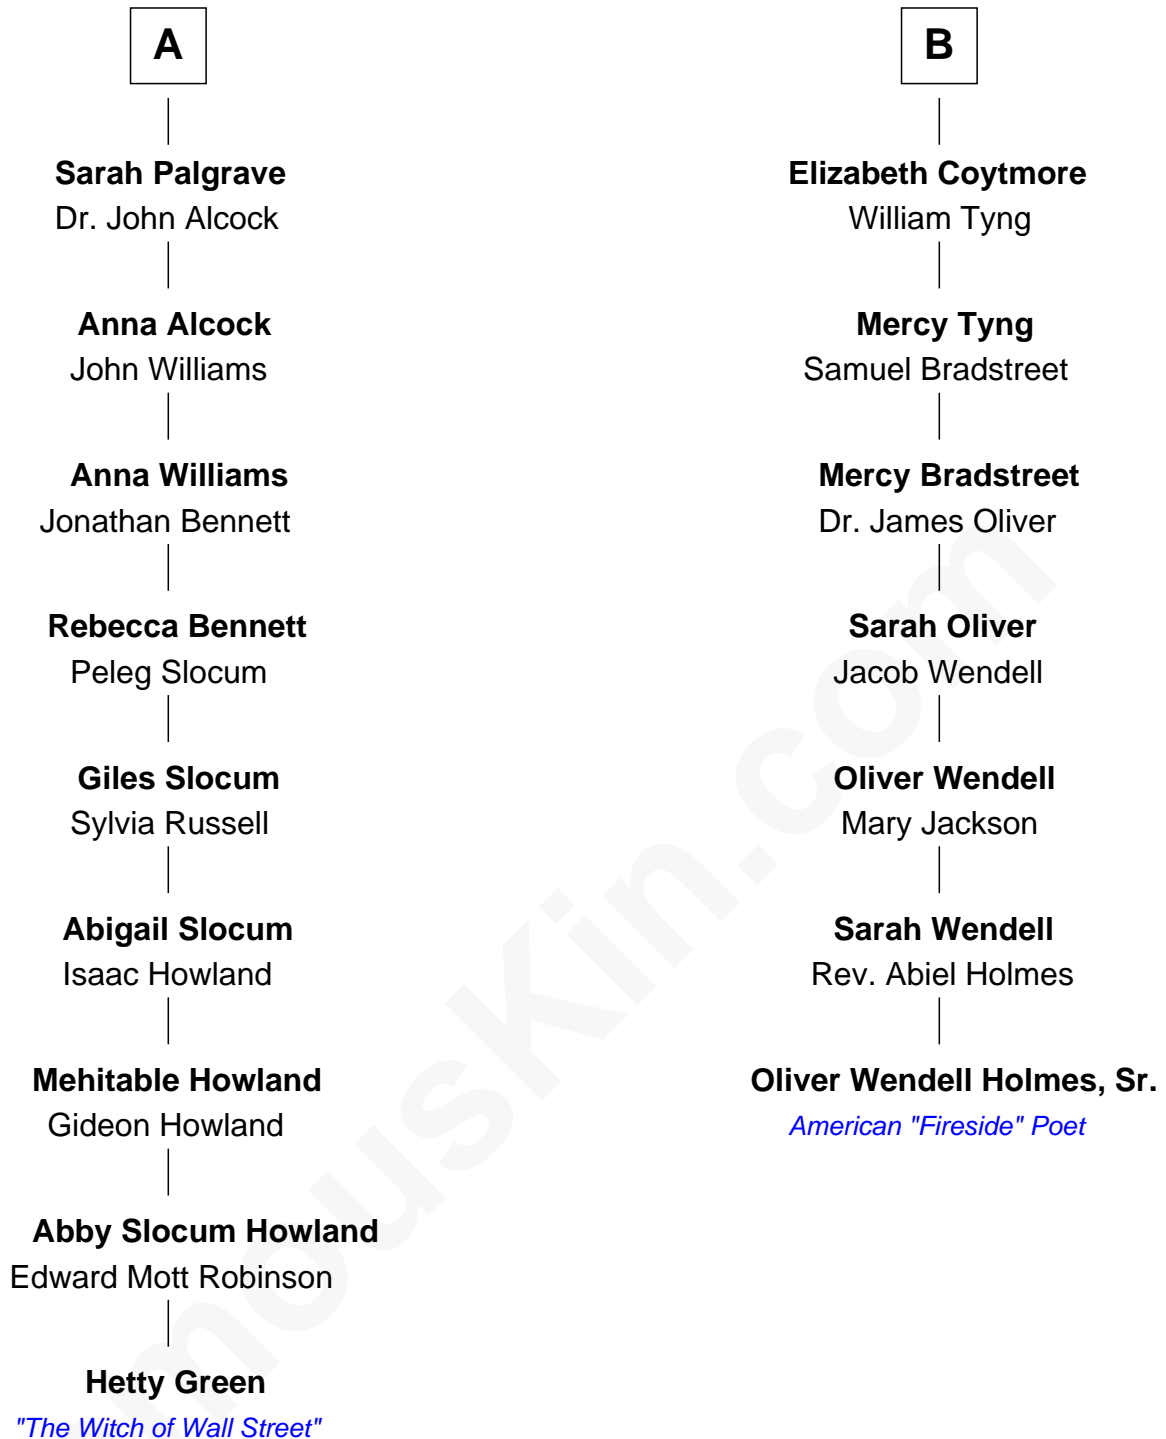 A
Sarah Palgrave
Dr. John Alcock
Anna Alcock
John Williams
Anna Williams
Jonathan Bennett
Rebecca Bennett
Peleg Slocum
Giles Slocum
Sylvia Russell
Abigail Slocum
Isaac Howland
Mehitable Howland
Gideon Howland
Abby Slocum Howland
Edward Mott Robinson
Hetty Green
"The Witch of Wall Street"
B
Elizabeth Coytmore
William Tyng
Mercy Tyng
Samuel Bradstreet
Mercy Bradstreet
Dr. James Oliver
Sarah Oliver
Jacob Wendell
Oliver Wendell
Mary Jackson
Sarah Wendell
Rev. Abiel Holmes
Oliver Wendell Holmes, Sr.
American "Fireside" Poet
mousKin.com